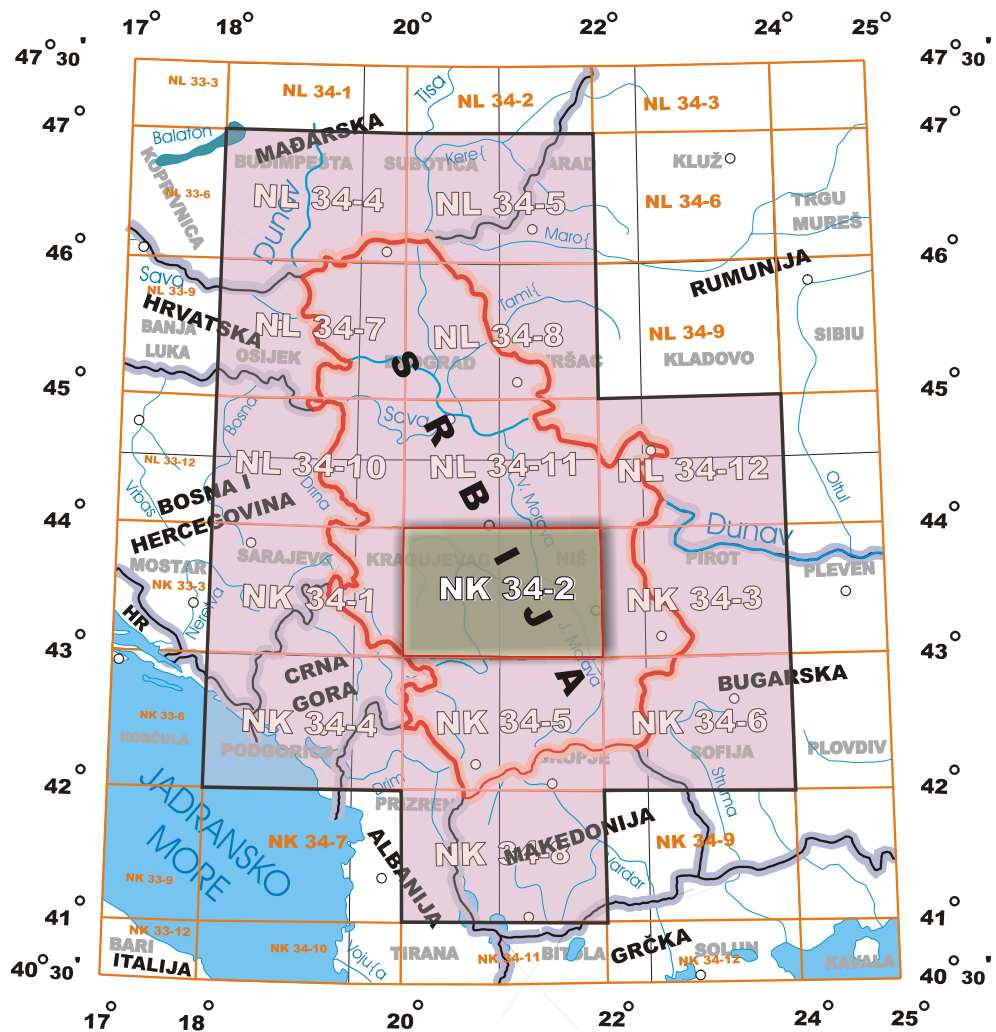 17° 18° 20° 22° 24° 25°
47° 30' 47° 30'
NL 33-3 NL 34-1 NL 34-2 NL 34-3
Tisa
47° 47°
Balaton MAĐARSKA
Kere{
KOPRIVNICA BUDIMPEŠTA SUBOTICA ARAD KLUŽ
NL 33-6 NL 34-4 NL 34-5 NL 34-6 TRGU
MUREŠ
Dunav
Maro{
46° 46°
Sava
NL 33-9
RUMUNIJA
Tami{
HRVATSKA
NL 34-7 NL 34-8 NL 34-9
BANJA
LUKA
SIBIU
OSIJEK BEOGRAD VRŠAC KLADOVO
S R B I J A
45° 45°
Bosna Sava
NL 33-12 NL 34-10 NL 34-11 NL 34-12
Vrbas Drina V. Morava Oltul
BOSNA I
HERCEGOVINA
44° 44°
Dunav
MOSTAR SARAJEVO KRAGUJEVAC NIŠ PIROT PLEVEN
NK 33-3 NK 34-1 NK 34-2 NK 34-3
HR Neretva J. Morava
43° 43°
CRNA
GORA
BUGARSKA
NK 33-6 NK 34-4 NK 34-5 NK 34-6
KORČULA PODGORICA SKOPJE SOFIJA PLOVDIV
42° 42°
Drim Struma
PRIZREN
JADRANSKO
MORE
NK 34-7 NK 34-8 NK 34-9
ALBANIJA MAKEDONIJA
Vardar
NK 33-9
41° 41°
NK 33-12 NK 34-10 NK 34-11 NK 34-12
BARI
ITALIJA
Voju{a
TIRANA BITOLA GRČKA SOLUN KAVALA
40° 30' 40° 30'
17° 18° 20° 22° 24° 25°